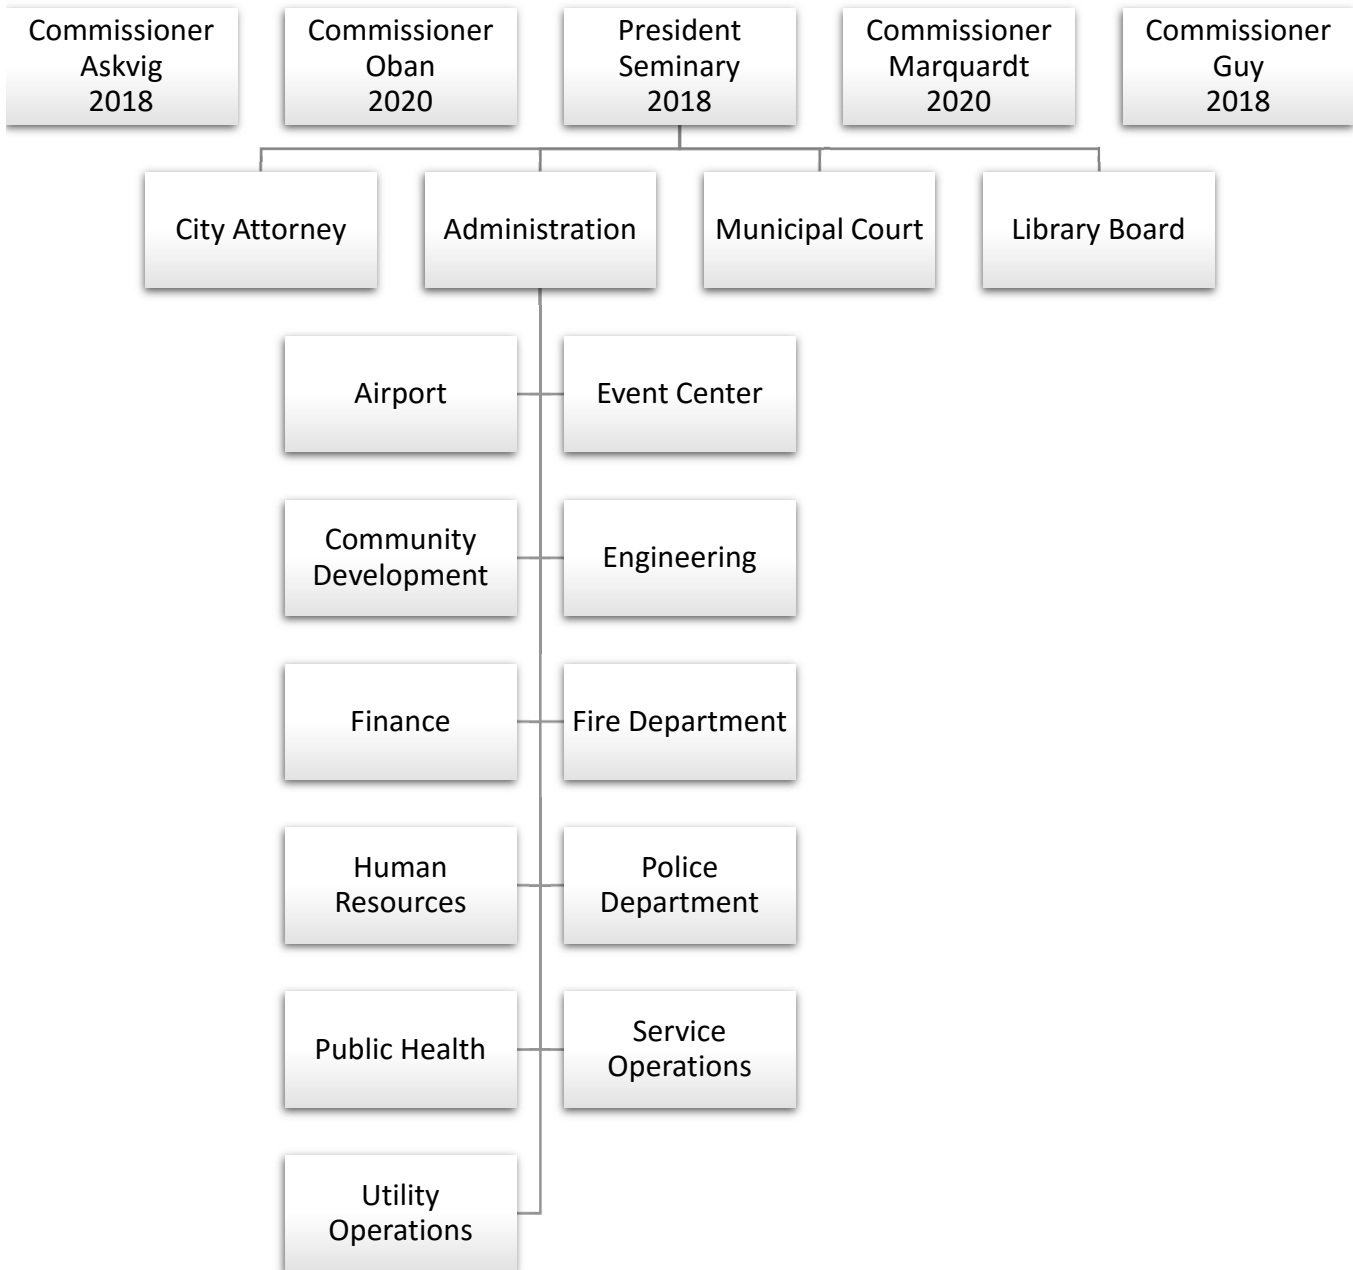 Commissioner
Askvig
2018
Commissioner
Oban
2020
President
Seminary
2018
Commissioner
Marquardt
2020
Commissioner
Guy
2018
City Attorney
Administration
Municipal Court
Library Board
Airport
Event Center
Community
Development
Engineering
Finance
Fire Department
Human
Resources
Police
Department
Public Health
Service
Operations
Utility
Operations